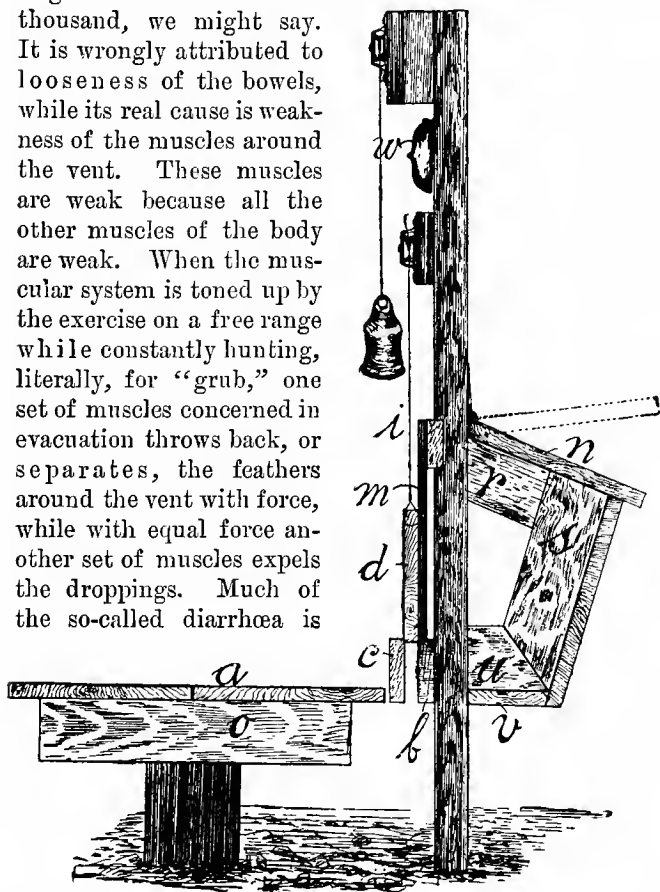 thousand, we might say.
It is wrongly attributed to
looseness of the bowels,
while its real cause is weak-
ness of the muscles around
the vent. These muscles
are weak because all the
other muscles of the body
are weak. When the mus-
cular system is toned up by
the exercise on a free range
while constantly hunting,
literally, for “grub,” one
set of muscles concerned in
evacuation throws back, or
separates, the feathers
around the vent with force,
while with equal force an-
other set of muscles expels
the droppings. Much of
the so-called diarrhœa is
w
i
n
r
m
s
d
c
u
a
o
b
v